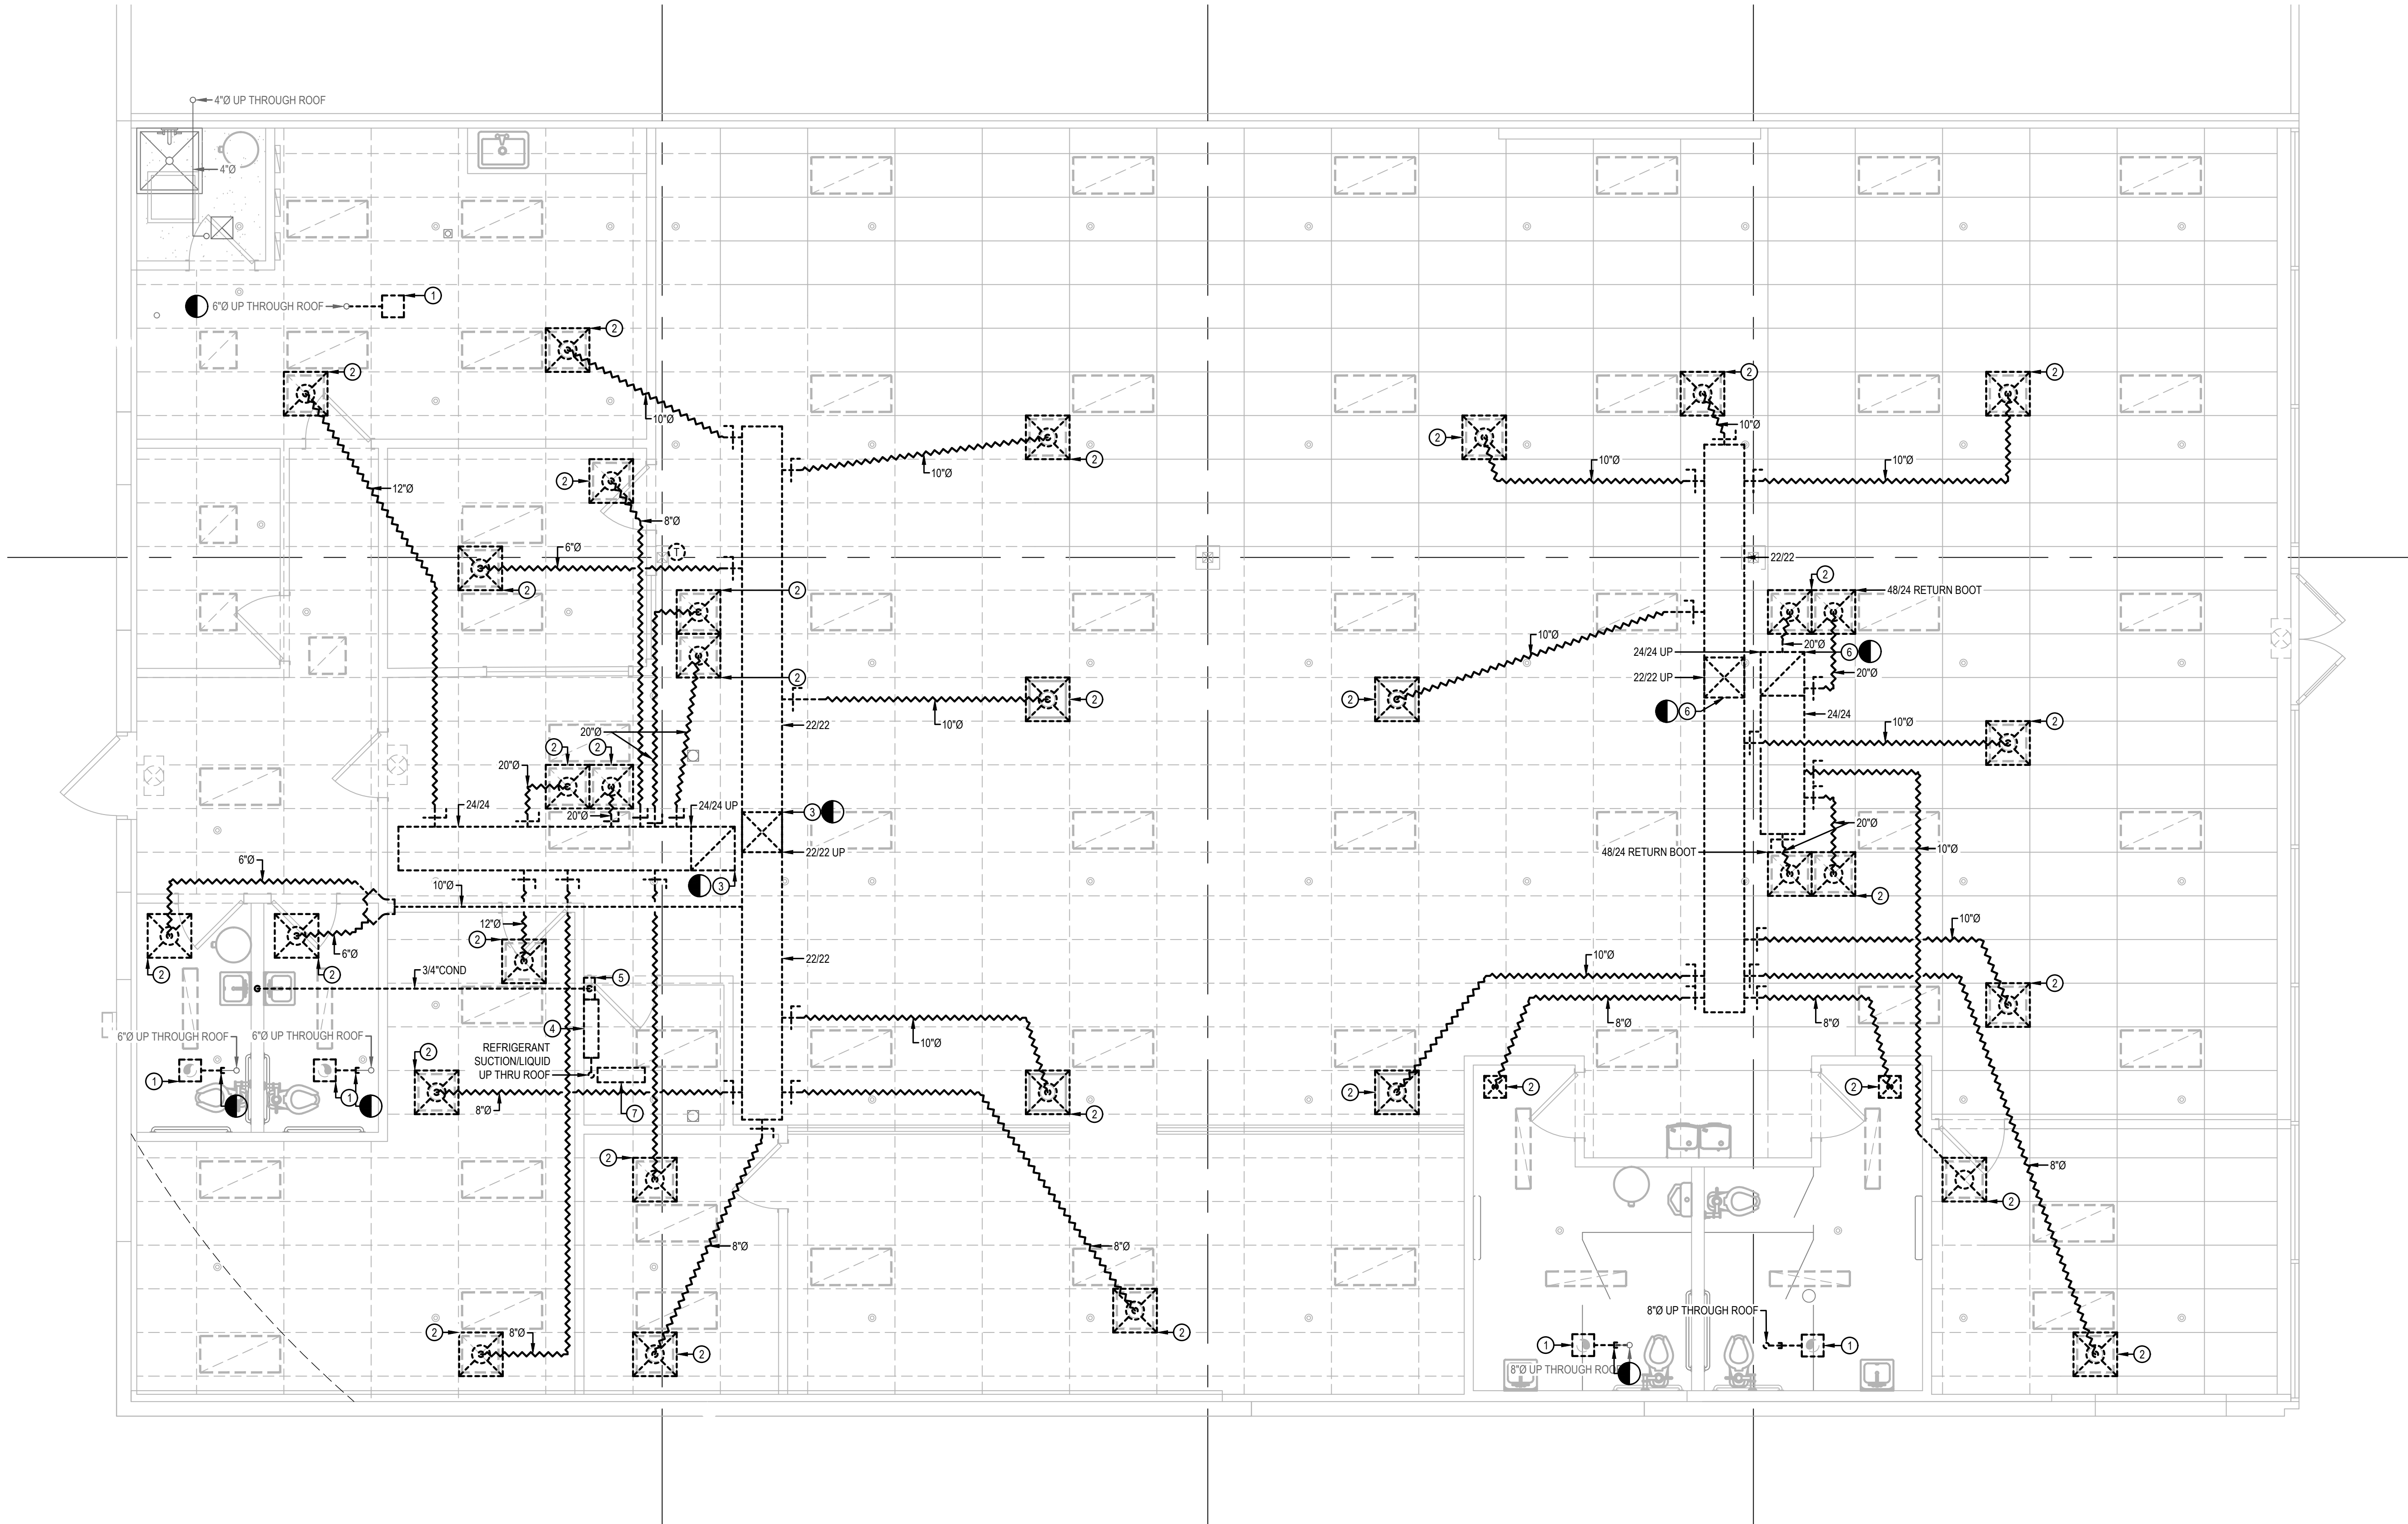 4"Ø UP THROUGH ROOF
4"Ø
6"Ø UP THROUGH ROOF
1
2
2
2
2
2
10"Ø
10"Ø
10"Ø
10"Ø
10"Ø
2
2
2
12"Ø
8"Ø
6"Ø
T
2
22/22
2
2
48/24 RETURN BOOT
10"Ø
20"Ø
24/24 UP
6
2
22/22 UP
20"Ø
2
2
6
10"Ø
22/22
24/24
10"Ø
2
20"Ø
2
2
20"Ø
24/24
24/24 UP
3
20"Ø
20"Ø
22/22 UP
48/24 RETURN BOOT
10"Ø
6"Ø
10"Ø
3
2
12"Ø
10"Ø
2
6"Ø
22/22
10"Ø
2
2
3/4"COND
5
2
4
8"Ø
8"Ø
6"Ø UP THROUGH ROOF
6"Ø UP THROUGH ROOF
REFRIGERANT
SUCTION/LIQUID
UP THRU ROOF
10"Ø
2
1
1
8"Ø
7
2
2
2
2
2
8"Ø
2
8"Ø
8"Ø
8"Ø UP THROUGH ROOF
2
8"Ø
2
2
1
1
2
8"Ø UP THROUGH ROOF